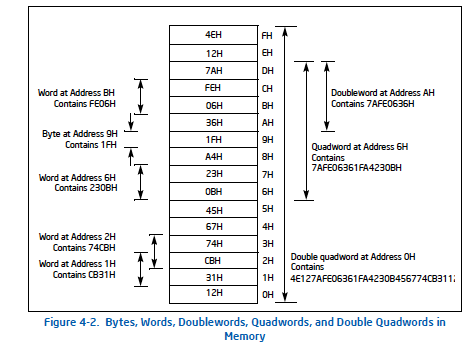 4EH FH
12H EH
7AH DH
FEH CH
06H BH
36H AH
1FH 9H
A4H 8H
23H 7H
0BH 6H
45H 5H
67H 4H
74H 3H
CBH 2H
31H 1H
12H 0H
Word at Address BH
Contains FE06H
Byte at Address 9H
Contains 1FH
Word at Address 6H
Contains 230BH
Word at Address 2H
Contains 74CBH
Word at Address 1H
Contains CB31H
Doubleword at Address AH
Contains 7AFE0636H
Quadword at Address 6H
Contains
7AFE06361FA4230BH
Double quadword at Address 0H
Contains
4E127AFE06361FA4230B456774CB3112
Figure 4-2. Bytes, Words, Doublewords, Quadwords, and Double Quadwords in
Memory